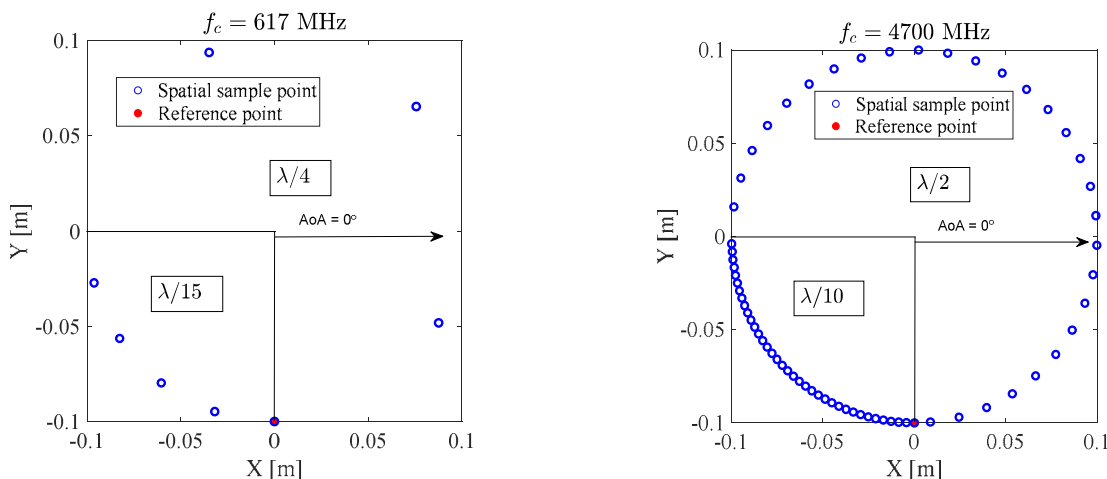 f_c = 617 MHz
0.1
0.05
0
-0.05
-0.1
Y [m]
Spatial sample point
Reference point
λ/4
AoA = 0°
λ/15
-0.1
-0.05
0
0.05
0.1
X [m]
f_c = 4700 MHz
0.1
0.05
0
-0.05
-0.1
Y [m]
Spatial sample point
Reference point
λ/2
AoA = 0°
λ/10
-0.1
-0.05
0
0.05
0.1
X [m]